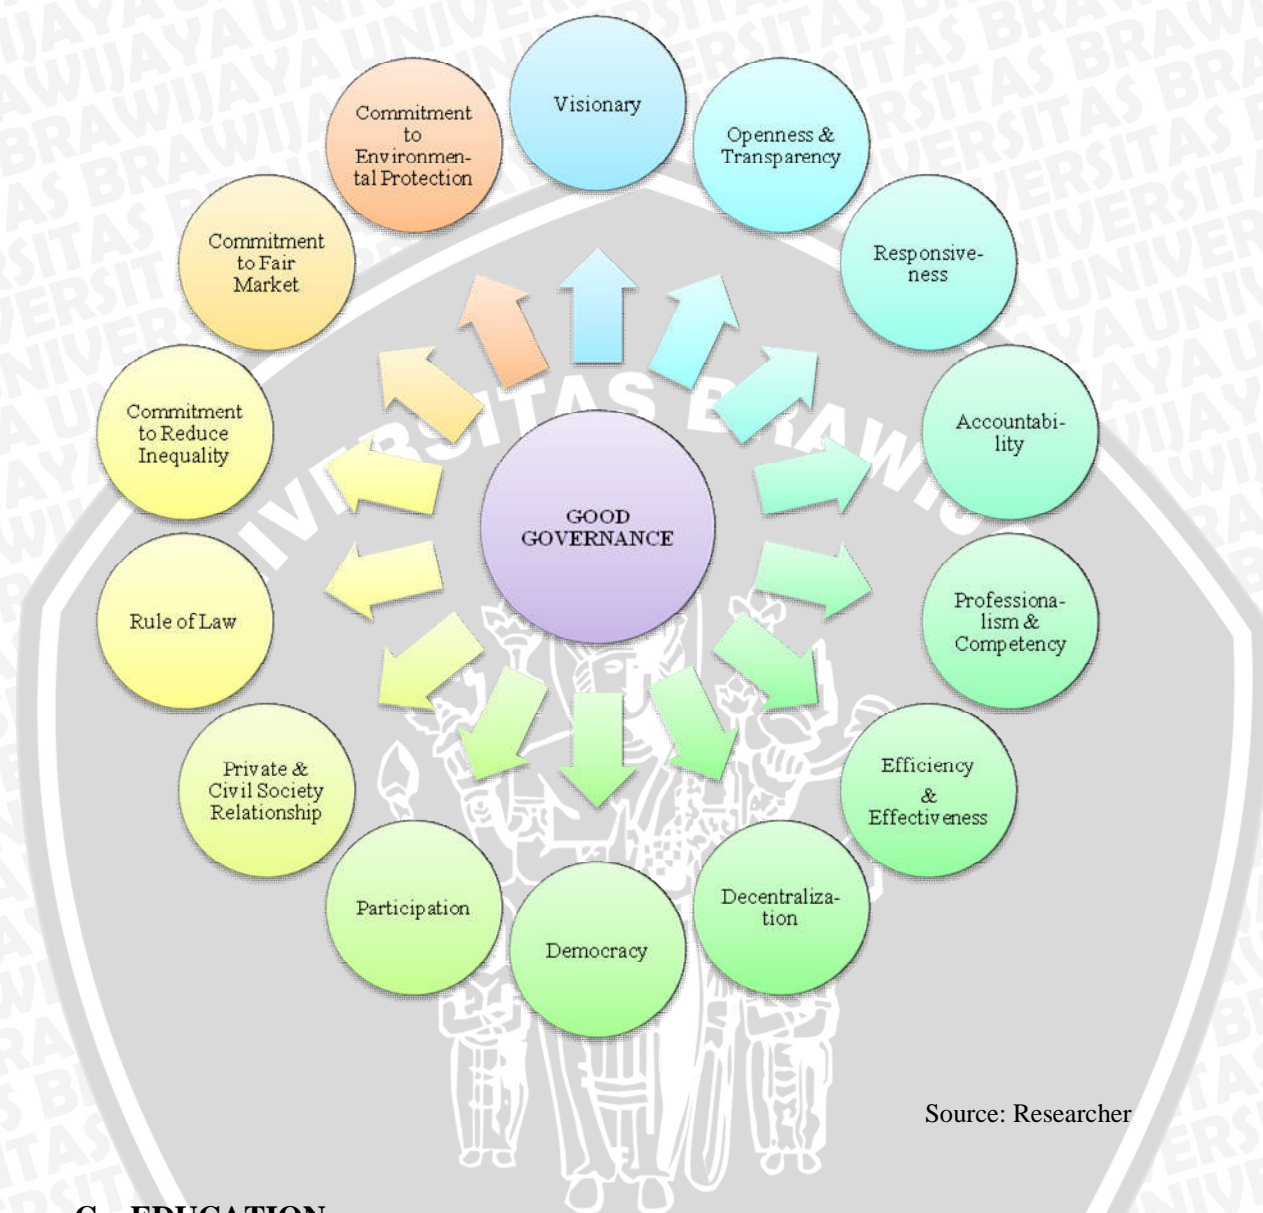 Visionary
Openness &
Transparency
Responsive-
ness
Accountabi-
lity
Professiona-
lism &
Competency
Efficiency
&
Effectiveness
Decentraliza-
tion
Democracy
Participation
Private &
Civil Society
Relationship
Rule of Law
Commitment
to Reduce
Inequality
Commitment
to Fair
Market
Commitment
to
Environmen-
tal Protection
GOOD
GOVERNANCE
UNIVERSITAS BRAWIJAYA
Source: Researcher
EDUCATION